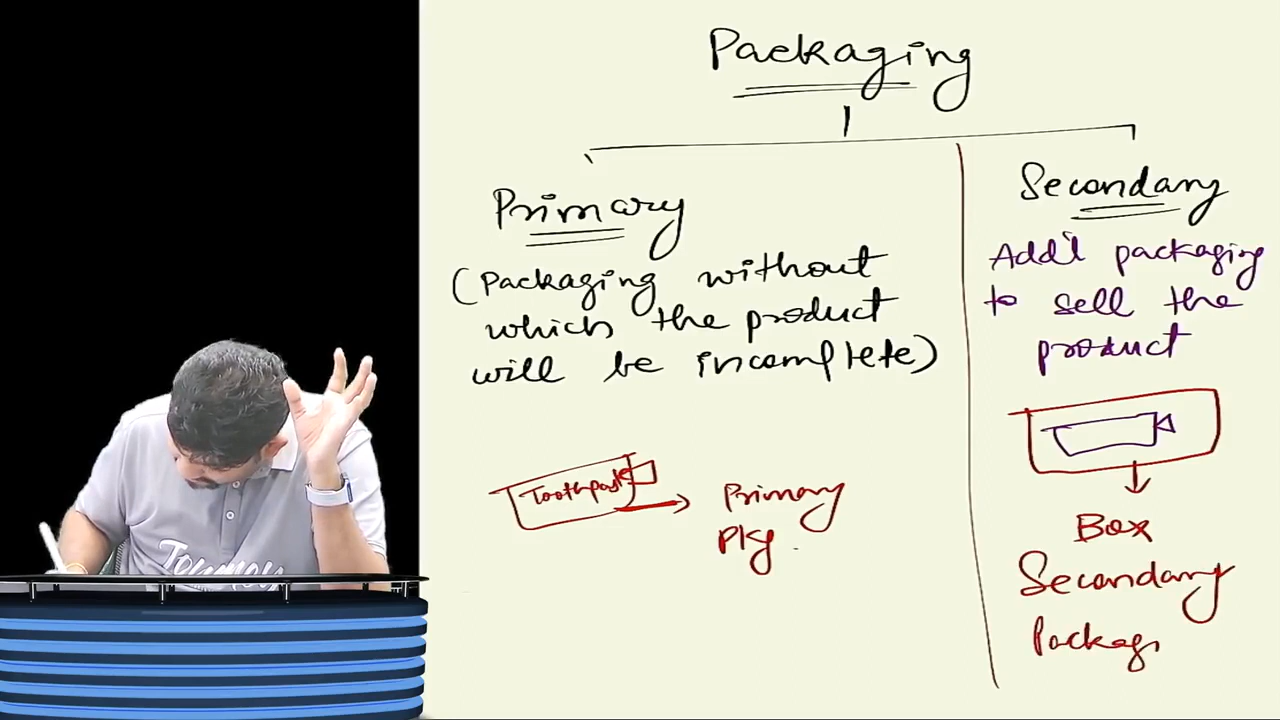 Packaging
Primary
(Packaging without
which the product
will be incomplete)
Toothpaste
Primary
Pkg.
Secondary
Add'l packaging
to sell the
product
Box
Secondary
Packag